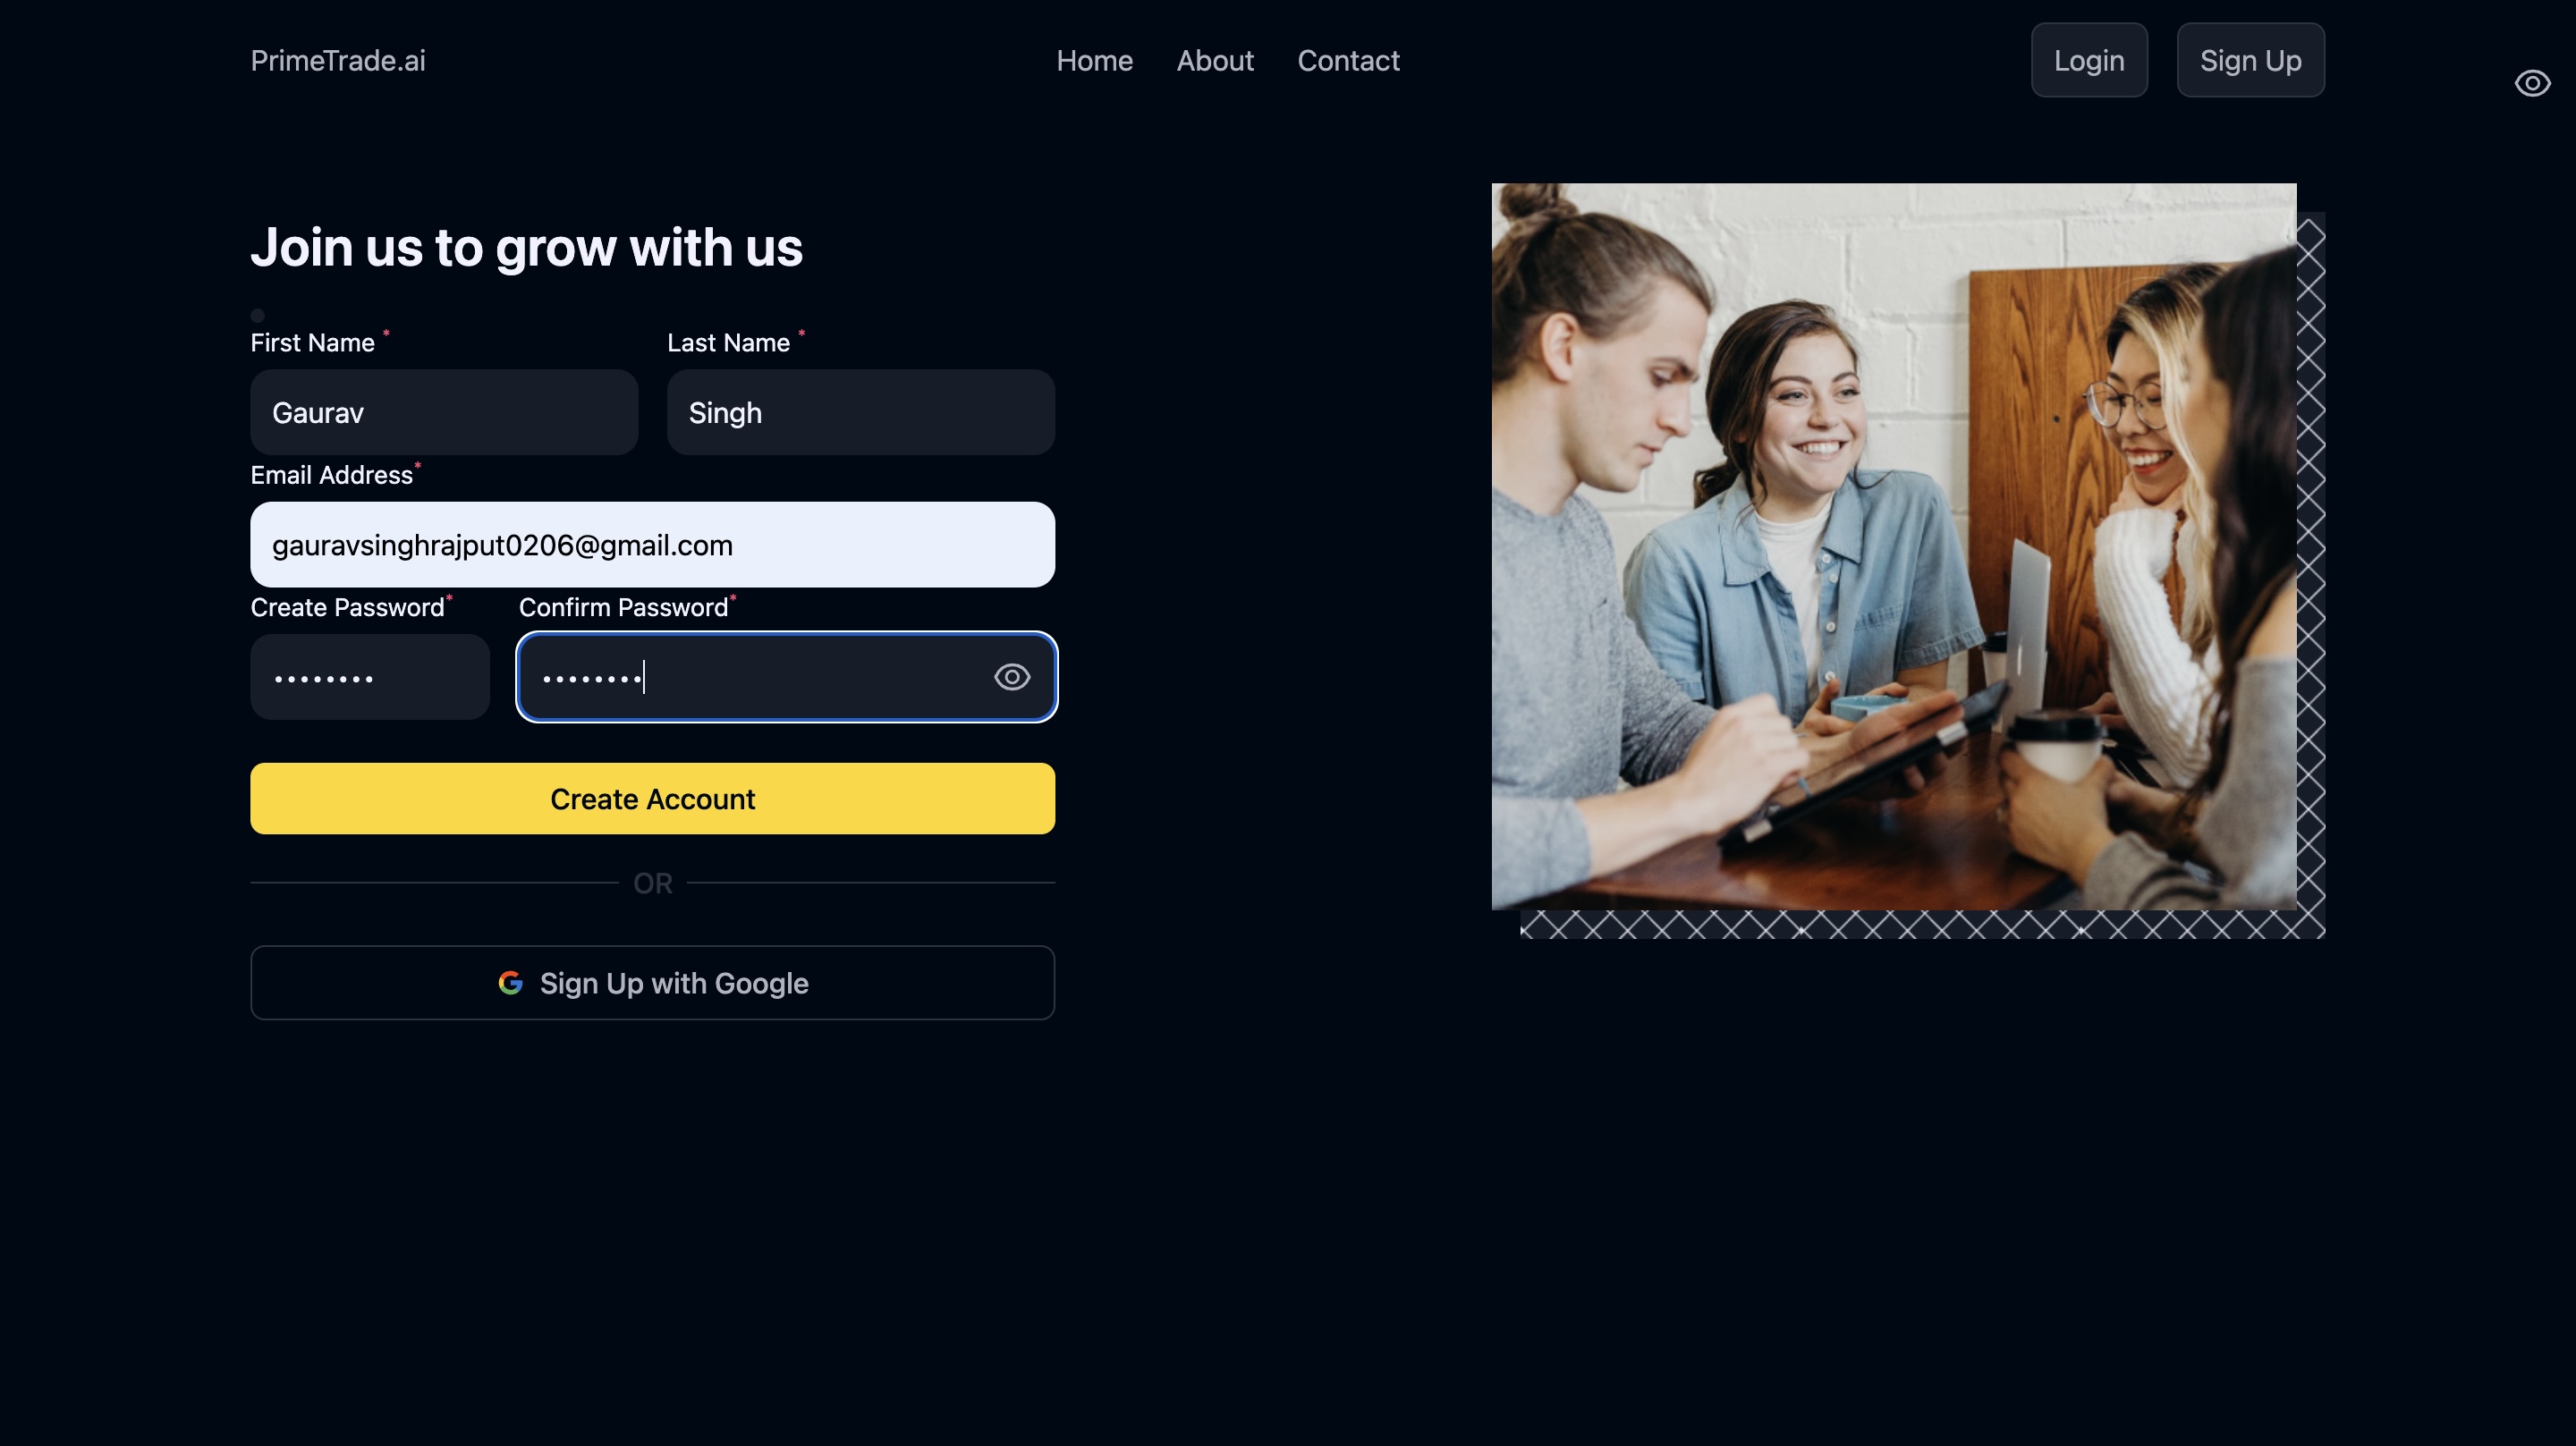 PrimeTrade.ai Home About Contact Login Sign Up
Join us to grow with us
First Name * Last Name *
Gaurav Singh
Email Address*
gauravsinghrajput0206@gmail.com
Create Password* Confirm Password*
•••••••• ••••••••
Create Account
OR
Sign Up with Google